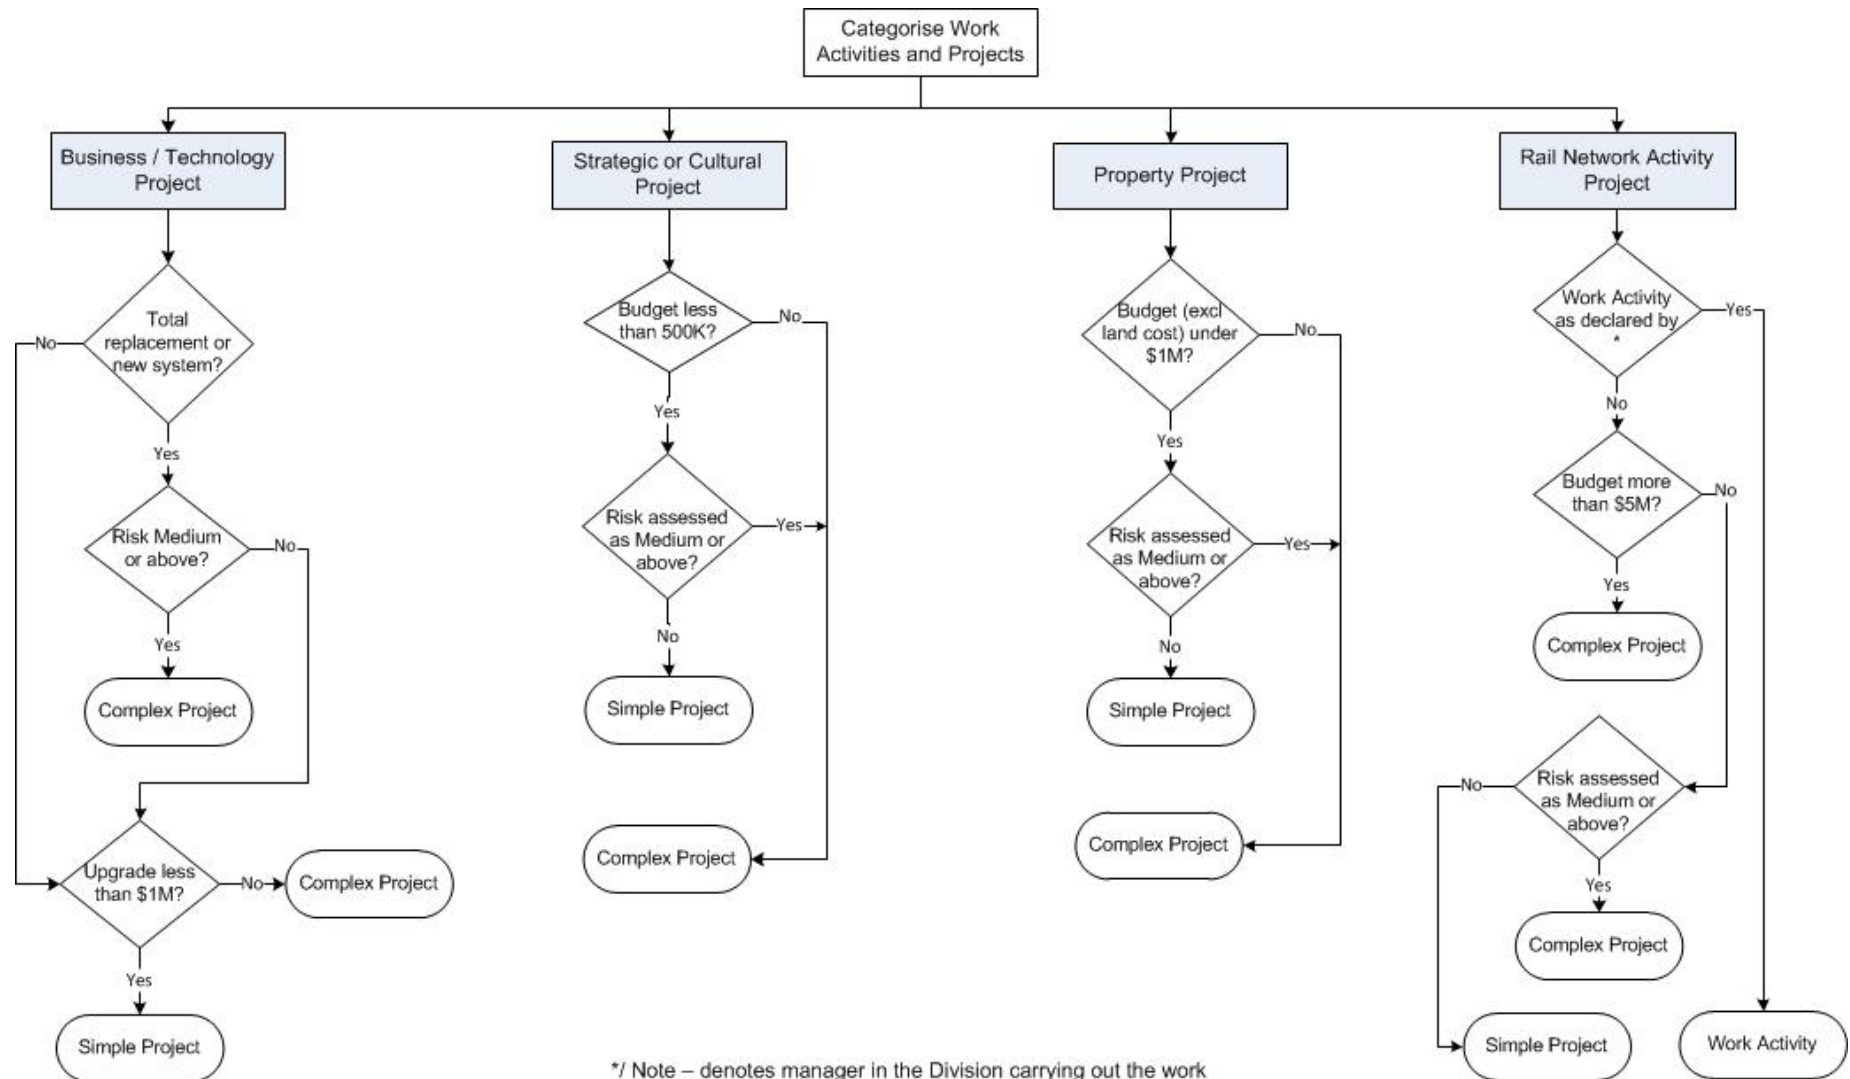 Categorise Work
Activities and Projects
Business / Technology
Project
Total
replacement or
new system?
No
Yes
Risk Medium
or above?
No
Yes
Complex Project
Upgrade less
than $1M?
No
Complex Project
Yes
Simple Project
Strategic or Cultural
Project
Budget less
than 500K?
No
Yes
Risk assessed
as Medium or
above?
Yes
No
Simple Project
Complex Project
Property Project
Budget (excl
land cost) under
$1M?
No
Yes
Risk assessed
as Medium or
above?
Yes
No
Simple Project
Complex Project
Rail Network Activity
Project
Work Activity
as declared by
*
Yes
No
Budget more
than $5M?
No
Yes
Complex Project
Risk assessed
as Medium or
above?
No
Yes
Complex Project
Simple Project
Work Activity
*/ Note – denotes manager in the Division carrying out the work